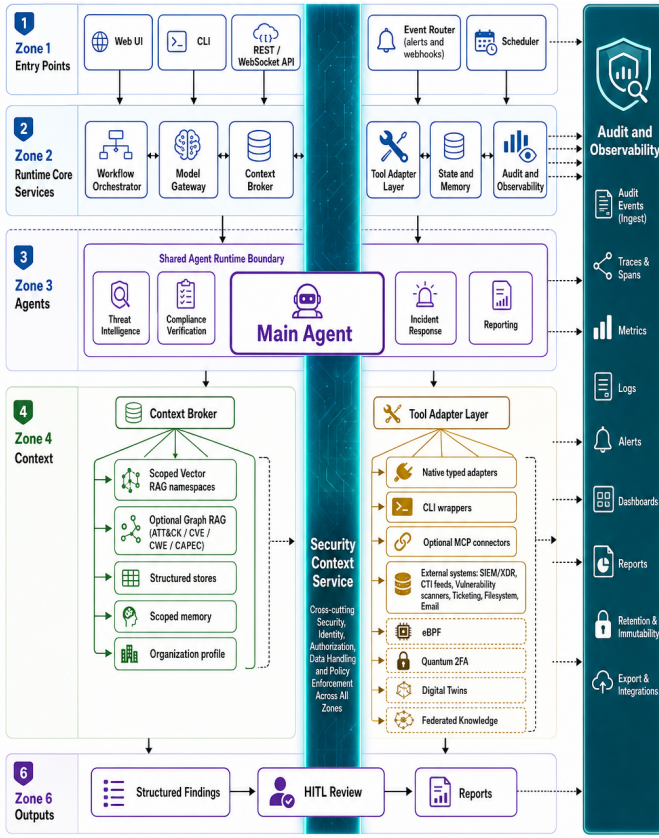 1
Zone 1
Entry Points
Web UI
CLI
REST /
WebSocket API
Event Router
(alerts and
webhooks)
Scheduler
2
Zone 2
Runtime Core
Services
Workflow
Orchestrator
Model
Gateway
Context
Broker
Tool Adapter
Layer
State and
Memory
Audit and
Observability
3
Zone 3
Agents
Shared Agent Runtime Boundary
Threat
Intelligence
Compliance
Verification
Main Agent
Incident
Response
Reporting
4
Zone 4
Context
Context Broker
Scoped Vector
RAG namespaces
Optional Graph RAG
(ATT&CK / CVE /
CWE / CAPEC)
Structured stores
Scoped memory
Organization profile
Security
Context
Service
Cross-cutting
Security,
Identity,
Authorization,
Data Handling
and Policy
Enforcement
Across All
Zones
Tool Adapter Layer
Native typed adapters
CLI wrappers
Optional MCP connectors
External systems: SIEM/XDR,
CTI feeds, Vulnerability
scanners, Ticketing, Filesystem,
Email
eBPF
Quantum 2FA
Digital Twins
Federated Knowledge
6
Zone 6
Outputs
Structured Findings
HITL Review
Reports
Audit and
Observability
Audit
Events
(Ingest)
Traces &
Spans
Metrics
Logs
Alerts
Dashboards
Reports
Retention &
Immutability
Export &
Integrations